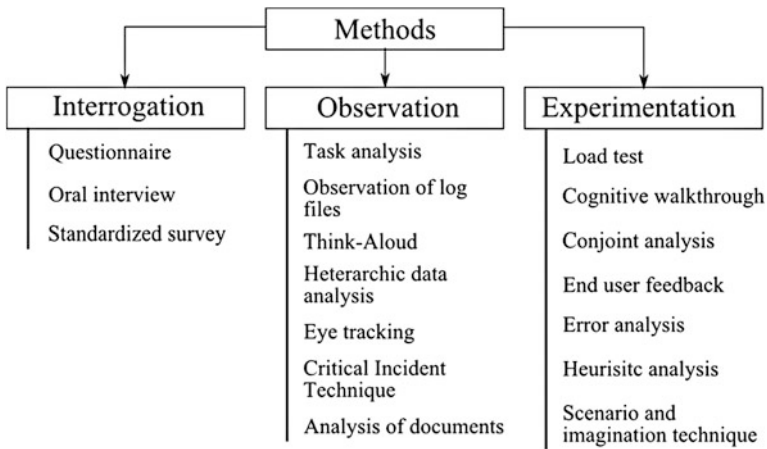 Methods
Interrogation
Questionnaire
Oral interview
Standardized survey
Observation
Task analysis
Observation of log
files
Think-Aloud
Heterarchic data
analysis
Eye tracking
Critical Incident
Technique
Analysis of documents
Experimentation
Load test
Cognitive walkthrough
Conjoint analysis
End user feedback
Error analysis
Heurisitc analysis
Scenario and
imagination technique